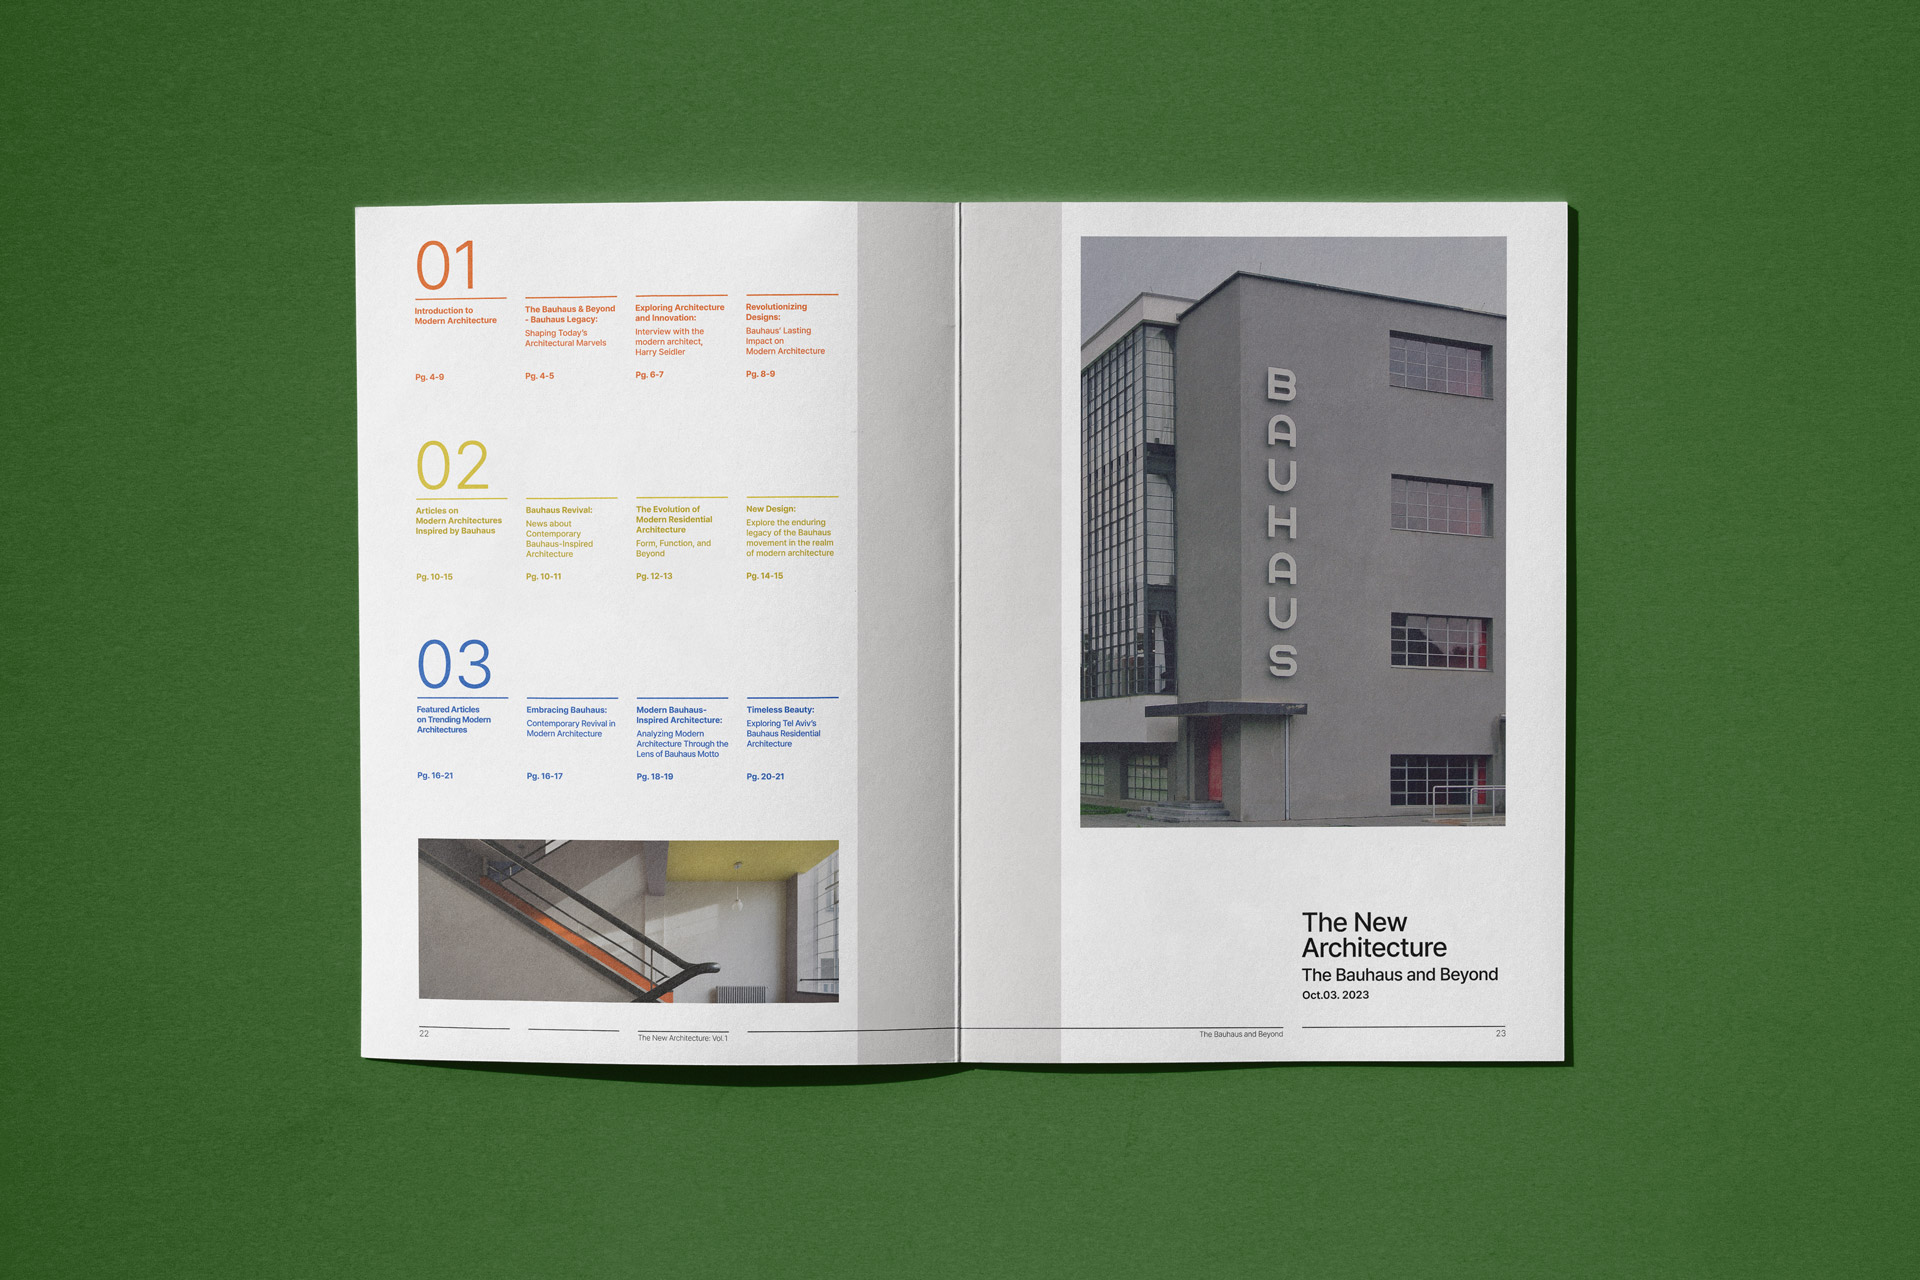 01
Introduction to
Modern Architecture
Pg. 4-9
The Bauhaus & Beyond
- Bauhaus Legacy:
Shaping Today's
Architectural Marvels
Pg. 4-5
Exploring Architecture
and Innovation:
Interview with the
modern architect,
Harry Seidler
Pg. 6-7
Revolutionizing
Designs:
Bauhaus' Lasting
Impact on
Modern Architecture
Pg. 8-9
02
Articles on
Modern Architectures
Inspired by Bauhaus
Pg. 10-15
Bauhaus Revival:
News about
Contemporary
Bauhaus-Inspired
Architecture
Pg. 10-11
The Evolution of
Modern Residential
Architecture
Form, Function, and
Beyond
Pg. 12-13
New Design:
Explore the enduring
legacy of the Bauhaus
movement in the realm
of modern architecture
Pg. 14-15
03
Featured Articles
on Trending Modern
Architectures
Pg. 16-21
Embracing Bauhaus:
Contemporary Revival in
Modern Architecture
Pg. 16-17
Modern Bauhaus-
Inspired Architecture:
Analyzing Modern
Architecture Through the
Lens of Bauhaus Motto
Pg. 18-19
Timeless Beauty:
Exploring Tel Aviv's
Bauhaus Residential
Architecture
Pg. 20-21
22
The New Architecture: Vol.1
BAUHAUS
The New
Architecture
The Bauhaus and Beyond
Oct.03. 2023
The Bauhaus and Beyond
23